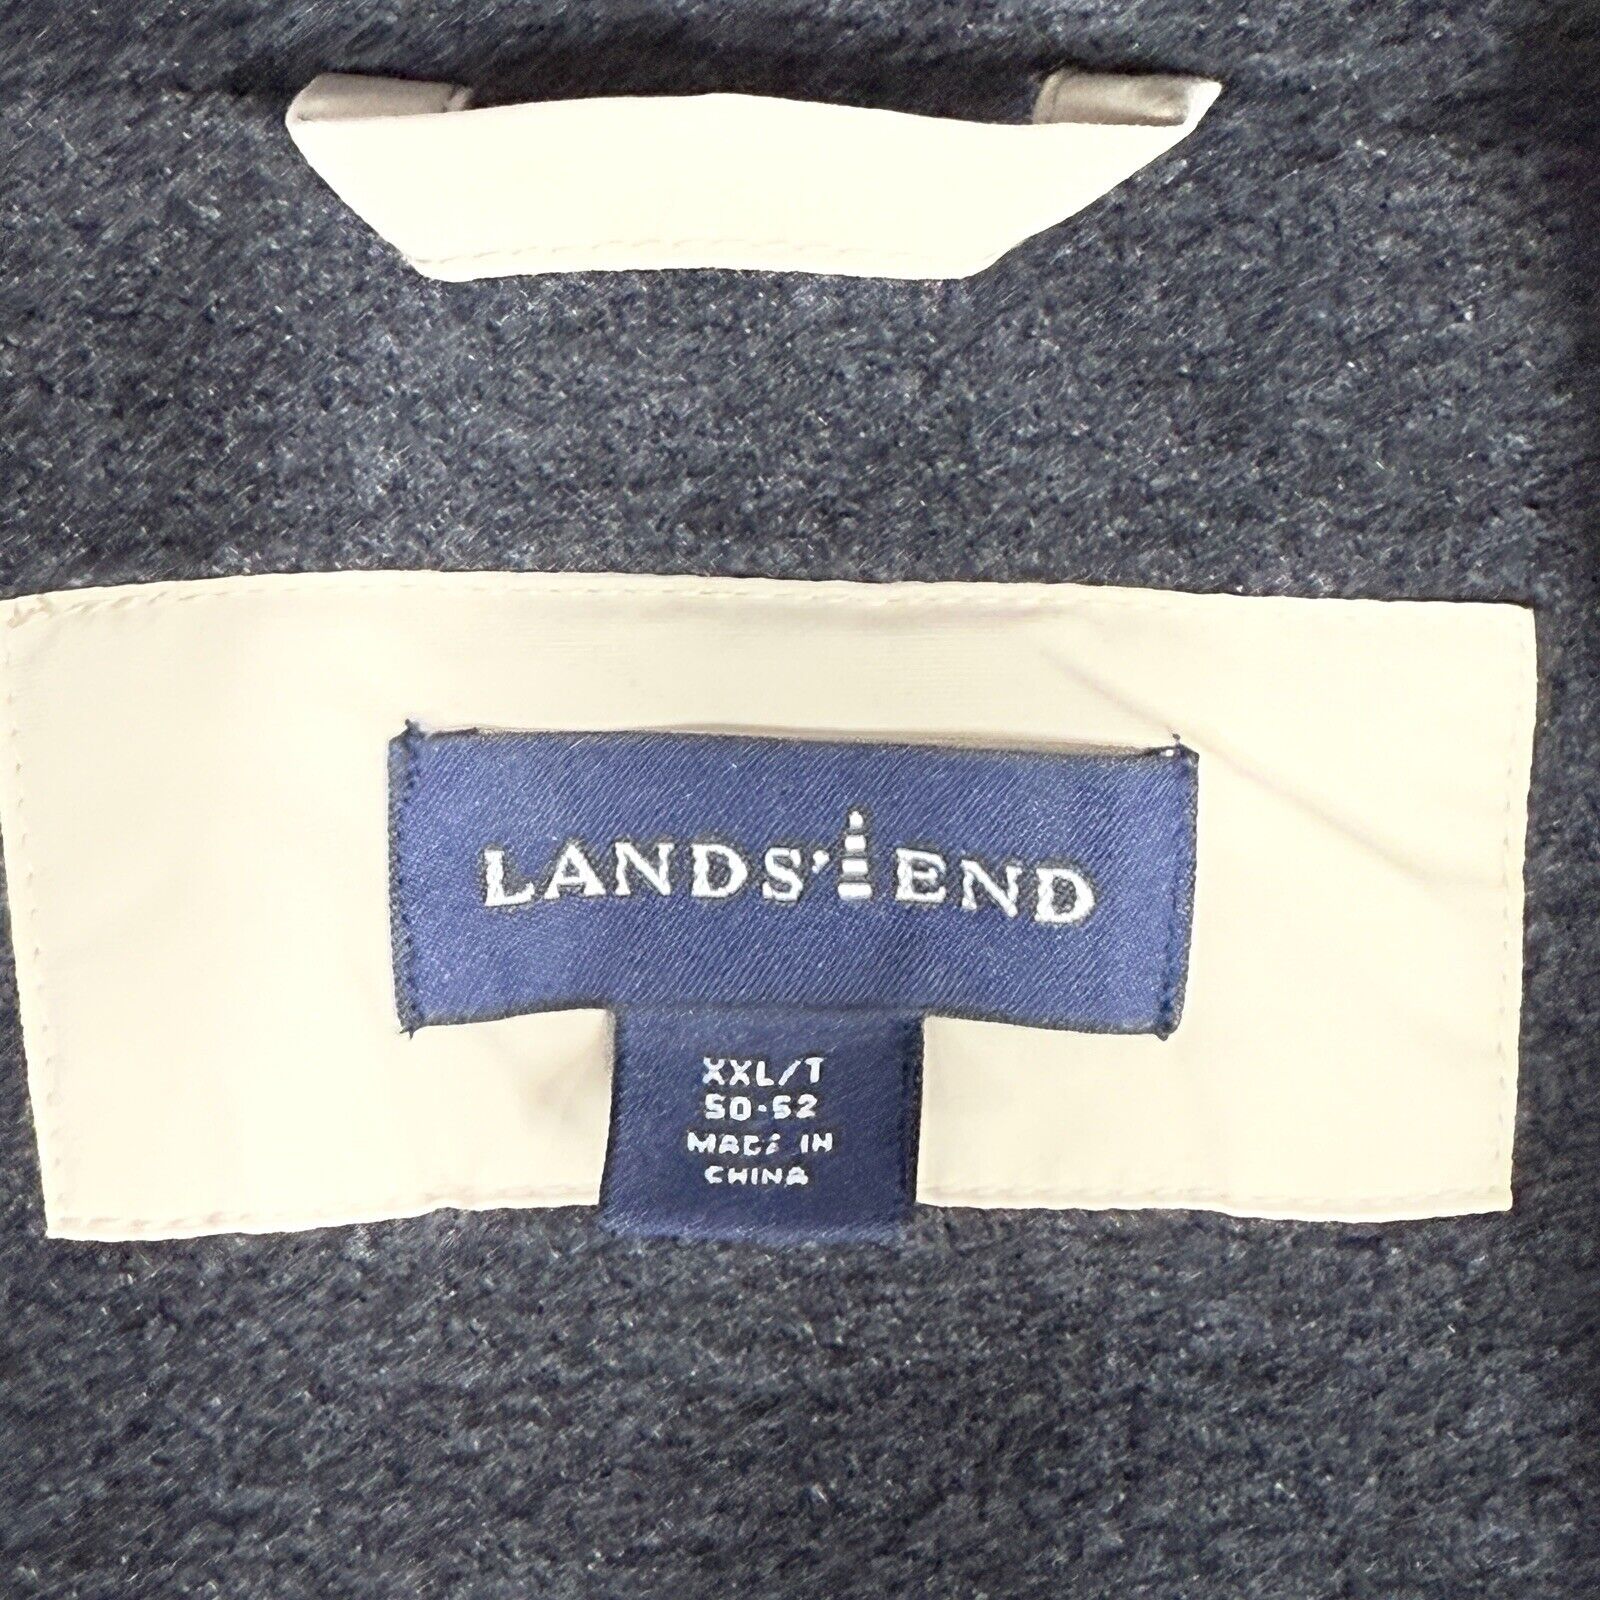 LANDS' END
XXL/T
50-52
MADE IN
CHINA